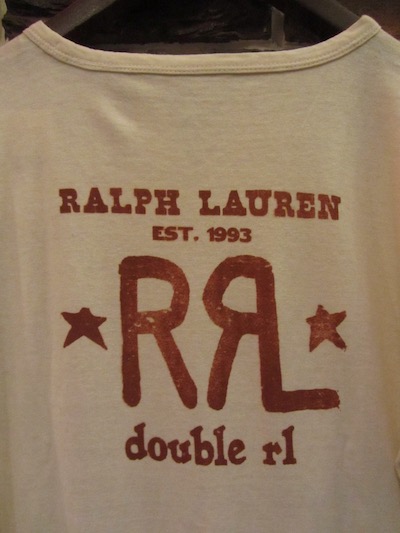 RALPH LAUREN
EST. 1993
RRL
double rl